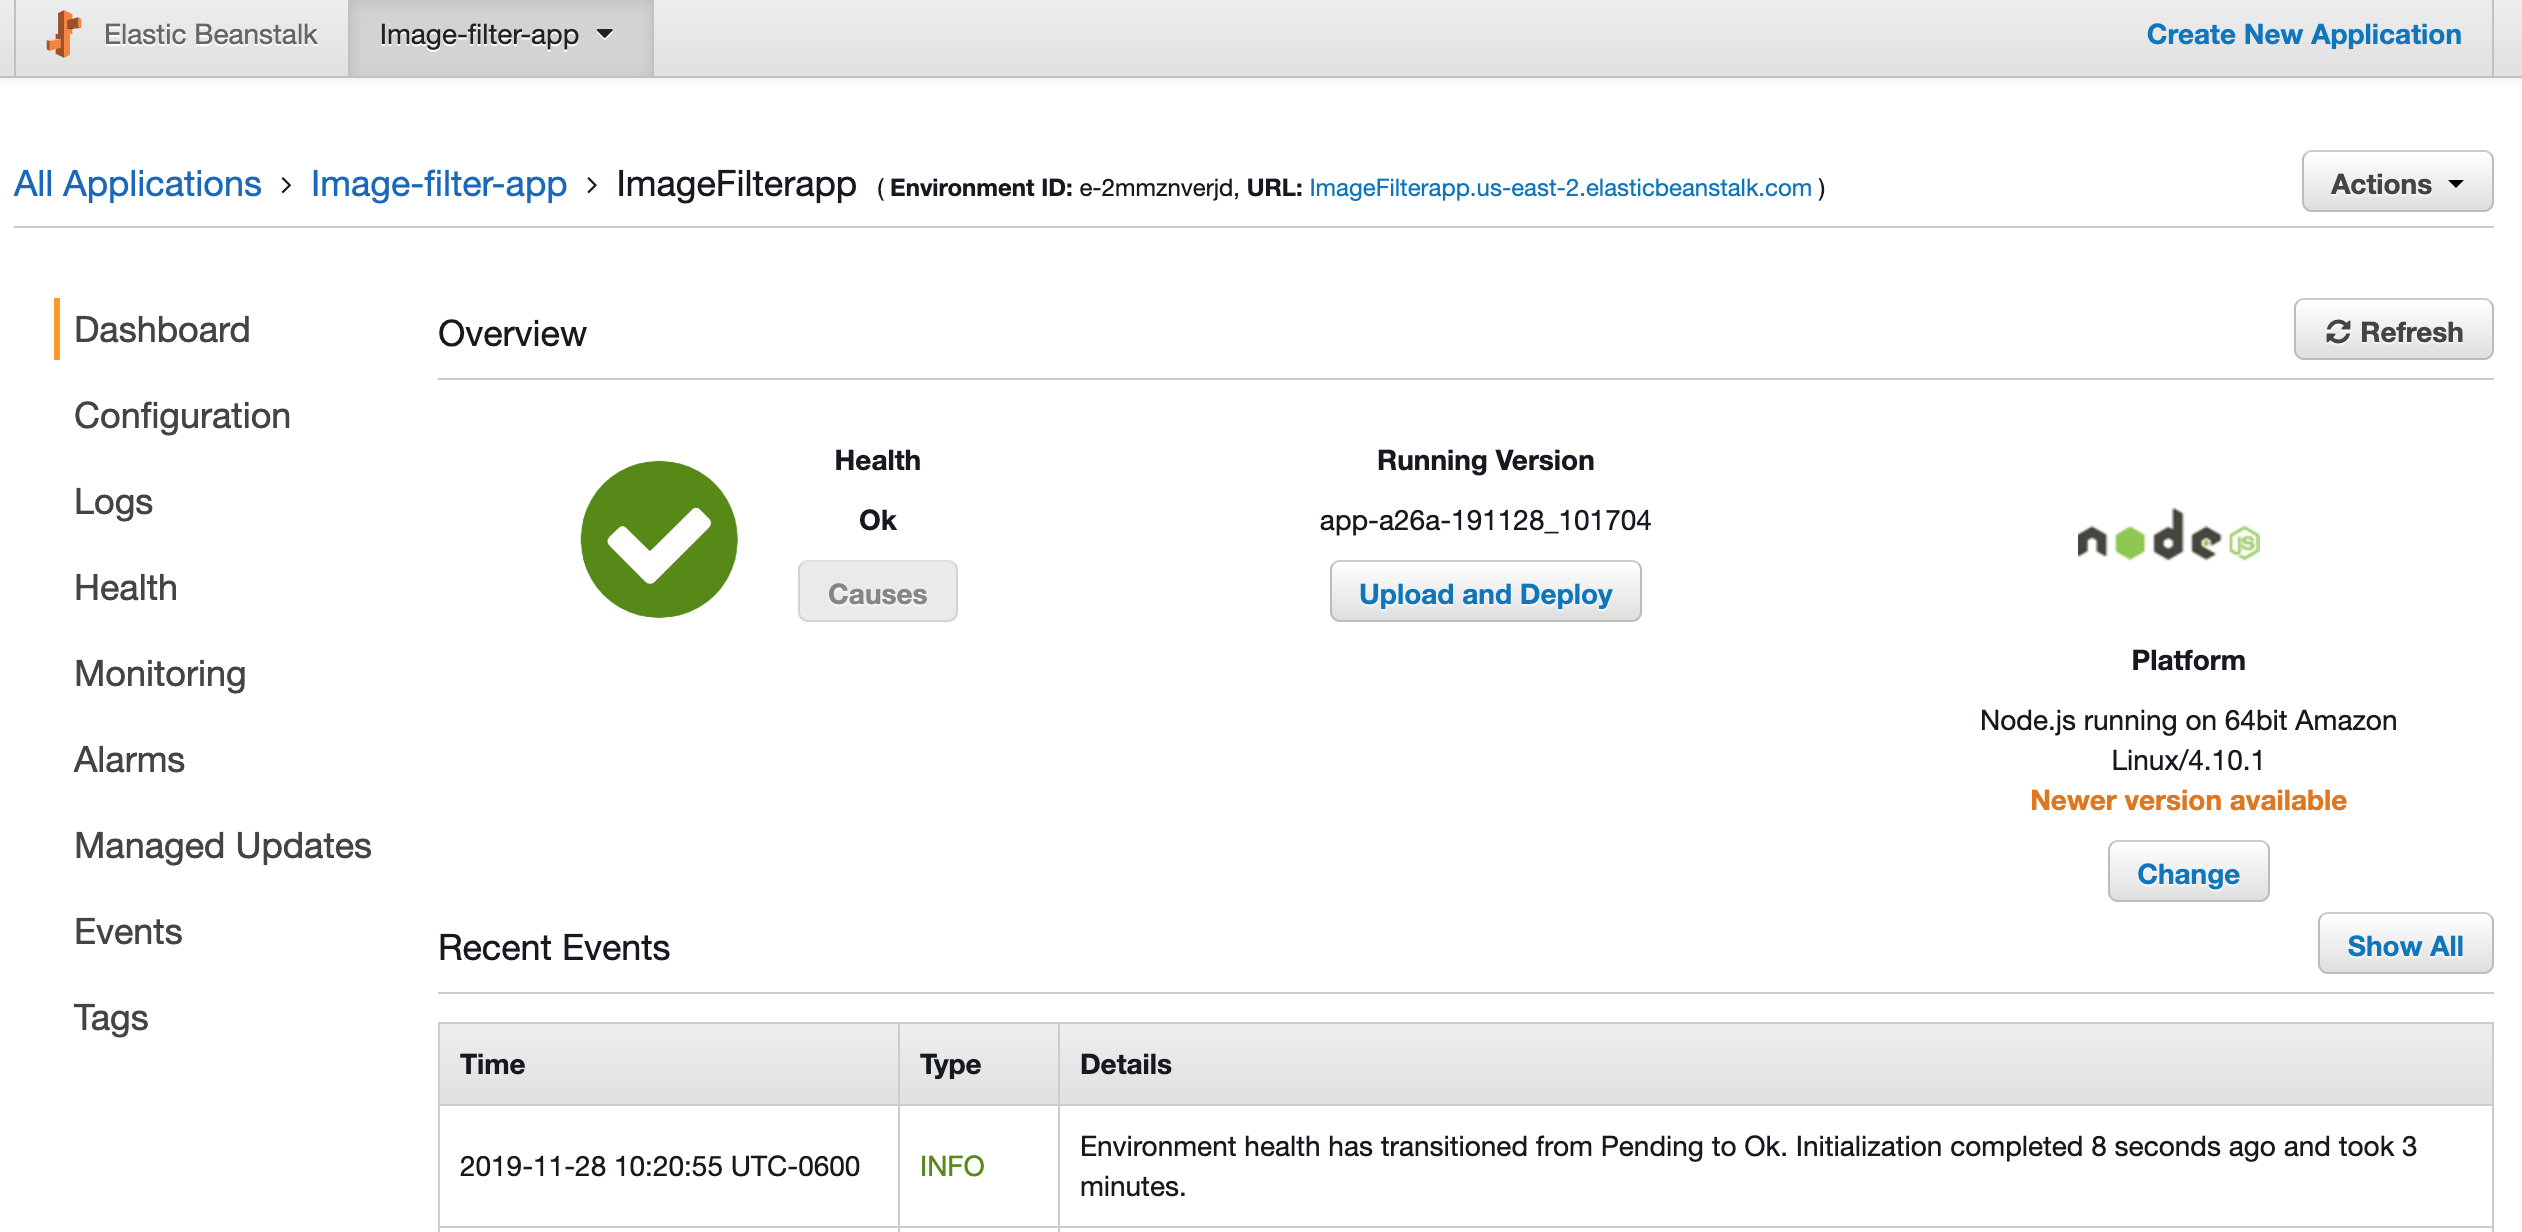 Elastic Beanstalk
Image-filter-app
Create New Application
All Applications > Image-filter-app > ImageFilterapp ( Environment ID: e-2mmznverjd, URL: ImageFilterapp.us-east-2.elasticbeanstalk.com )
Actions
Dashboard
Configuration
Logs
Health
Monitoring
Alarms
Managed Updates
Events
Tags
Overview
Refresh
Health
Ok
Causes
Running Version
app-a26a-191128_101704
Upload and Deploy
node JS
Platform
Node.js running on 64bit Amazon
Linux/4.10.1
Newer version available
Change
Recent Events
Show All
Time Type Details
2019-11-28 10:20:55 UTC-0600 INFO Environment health has transitioned from Pending to Ok. Initialization completed 8 seconds ago and took 3
minutes.